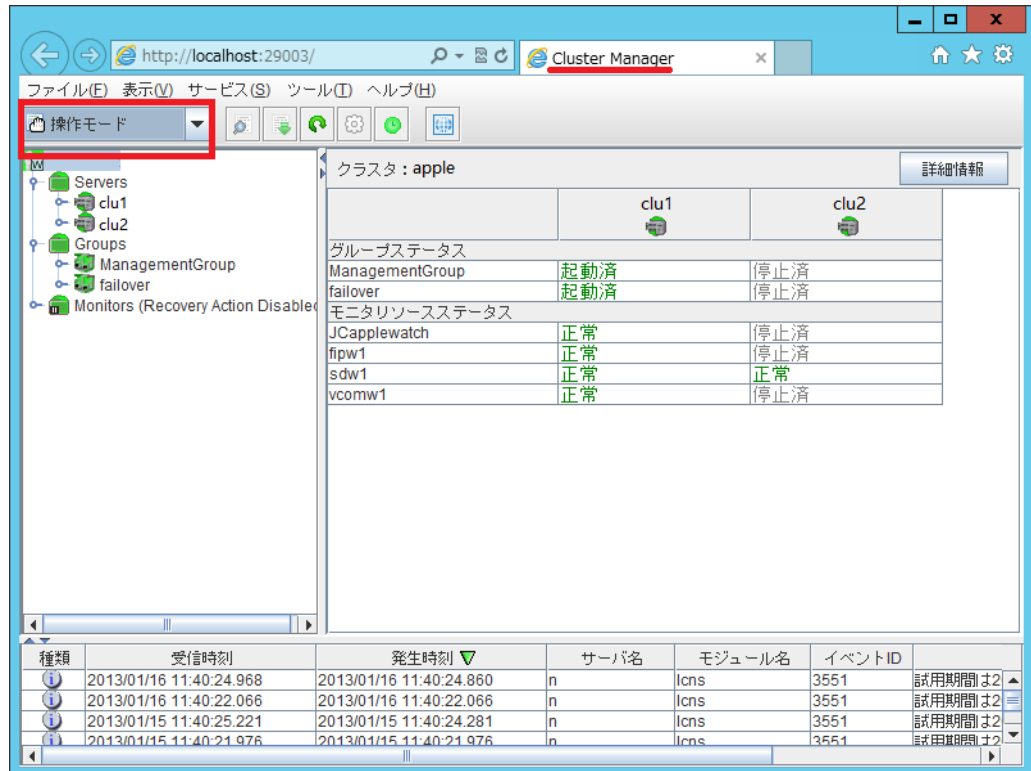 x
http://localhost:29003/
Cluster Manager ×
ファイル(F) 表示(V) サービス(S) ツール(T) ヘルプ(H)
操作モード
W
Servers
clu1
clu2
Groups
ManagementGroup
failover
Monitors (Recovery Action Disabled
クラスタ : apple 詳細情報
clu1 clu2
グループステータス
ManagementGroup 起動済 停止済
failover 起動済 停止済
モニタリソースステータス
JCapplewatch 正常 停止済
fipw1 正常 停止済
sdw1 正常 正常
vcomw1 正常 停止済
種類 受信時刻 発生時刻 サーバ名 モジュール名 イベントID
2013/01/16 11:40:24.968 2013/01/16 11:40:24.860 n lcns 3551 試用期間は2
2013/01/16 11:40:22.066 2013/01/16 11:40:22.066 n lcns 3551 試用期間は2
2013/01/15 11:40:25.221 2013/01/15 11:40:24.281 n lcns 3551 試用期間は2
2013/01/15 11:40:21.976 2013/01/15 11:40:21.976 n lcns 3551 試用期間は2